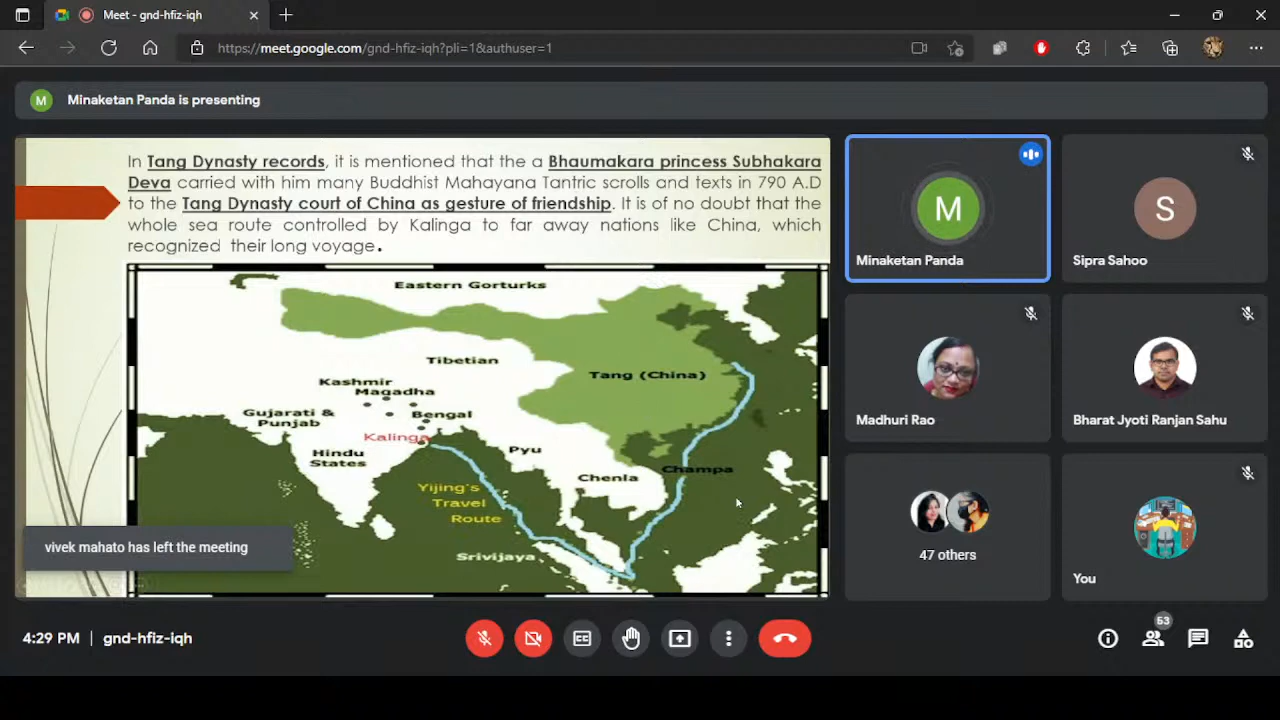 Meet - gnd-hfiz-iqh
https://meet.google.com/gnd-hfiz-iqh?pli=1&authuser=1
M
Minaketan Panda is presenting
In Tang Dynasty records, it is mentioned that the a Bhaumakara princess Subhakara
Deva carried with him many Buddhist Mahayana Tantric scrolls and texts in 790 A.D
to the Tang Dynasty court of China as gesture of friendship. It is of no doubt that the
whole sea route controlled by Kalinga to far away nations like China, which
recognized their long voyage.
Eastern Gorturks
Tibetian
Tang (China)
Kashmir
Magadha
Gujarati &
Punjab
Bengal
Kalinga
Hindu
States
Pyu
Chenla
Champa
Yijing's
Travel
Route
Srivijaya
vivek mahato has left the meeting
M
Minaketan Panda
S
Sipra Sahoo
Madhuri Rao
Bharat Jyoti Ranjan Sahu
47 others
You
4:29 PM | gnd-hfiz-iqh
CC
53